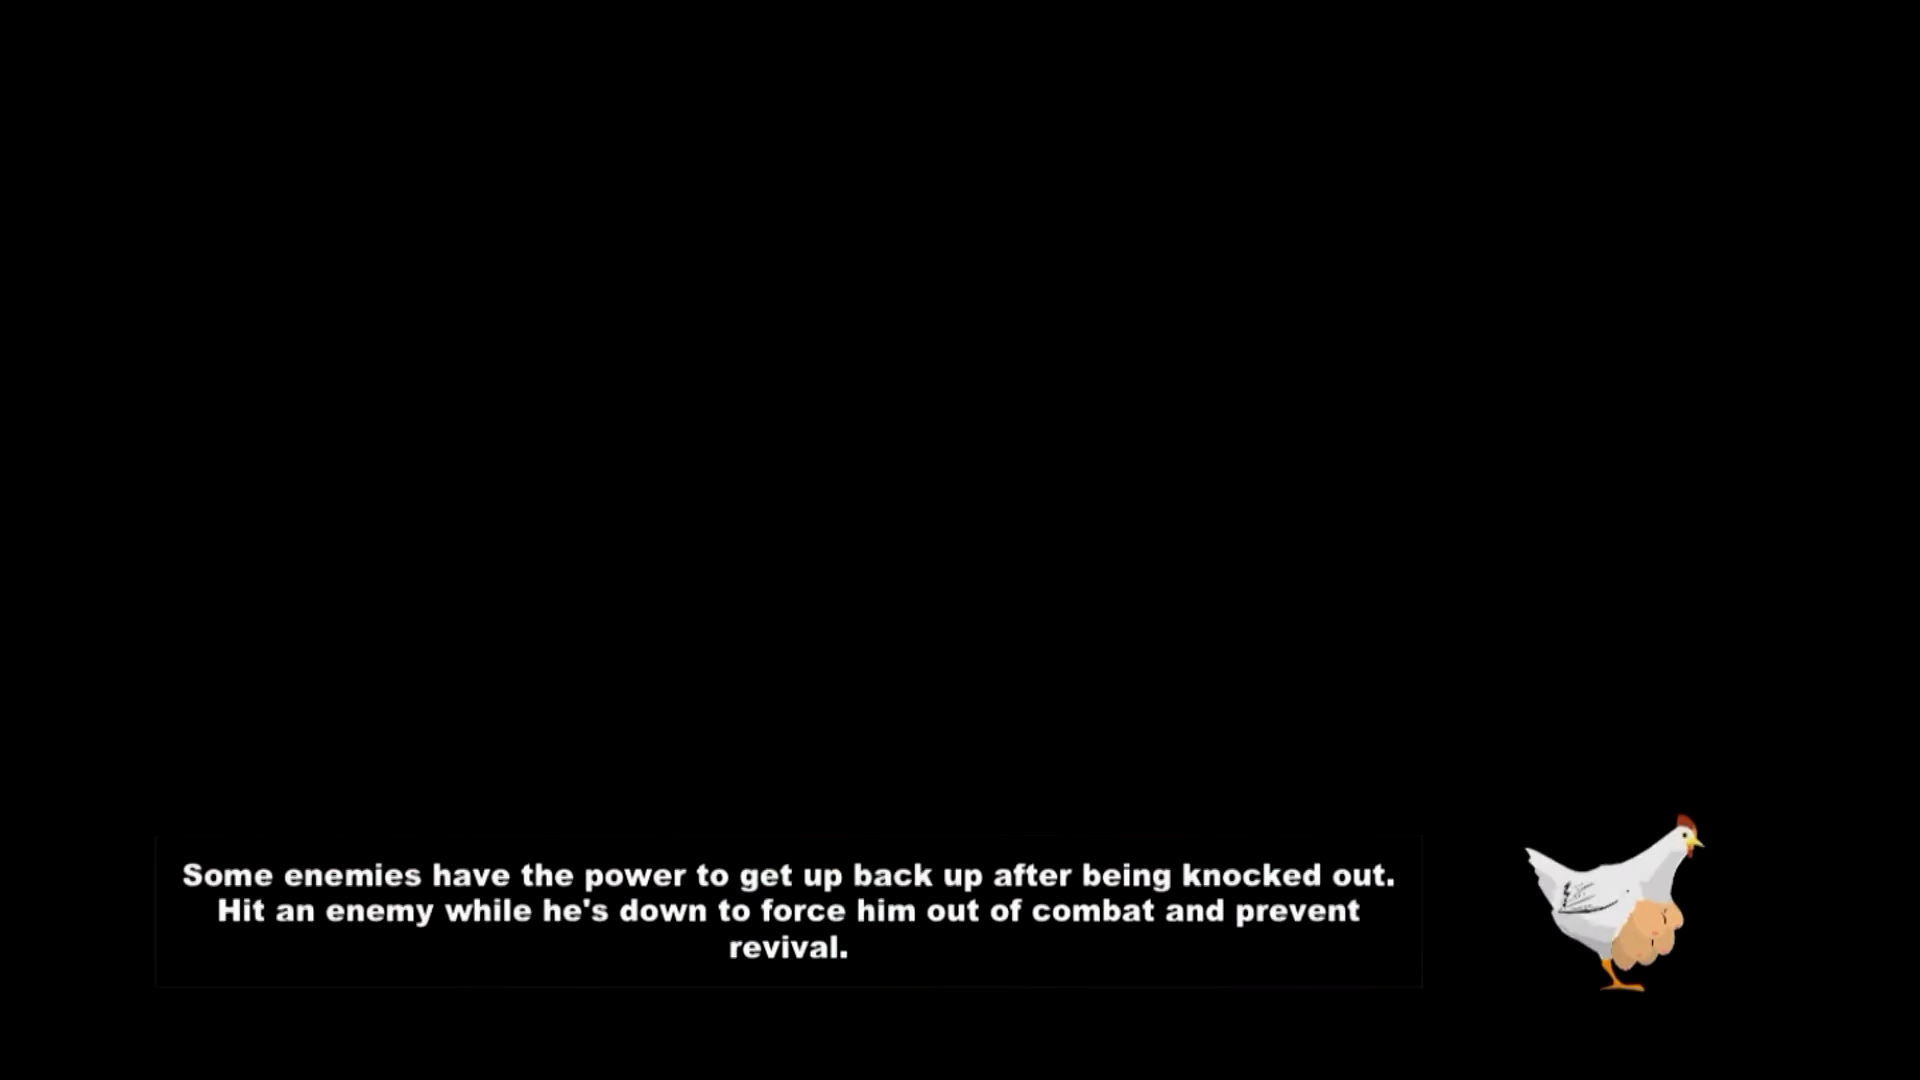 Some enemies have the power to get up back up after being knocked out.
Hit an enemy while he's down to force him out of combat and prevent
revival.